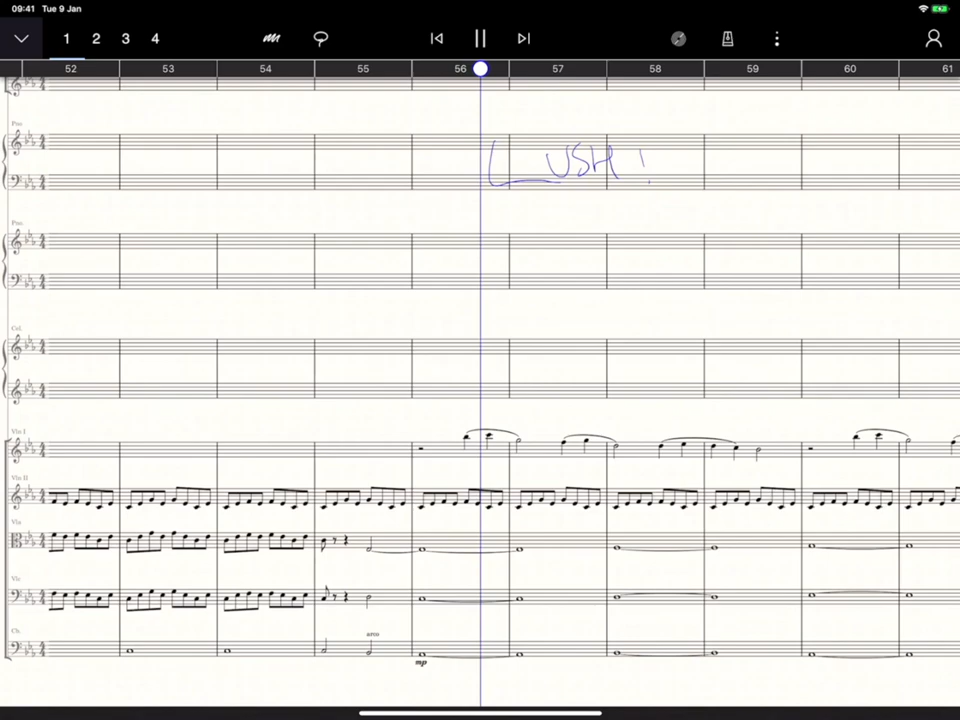 09:41 Tue 9 Jan
1 2 3 4
52 53 54 55 56 57 58 59 60 61
Pno
LUSH!
Pno.
Cel.
Vln. I
Vln. II
Vla
Vlc
Cb.
arco
mp